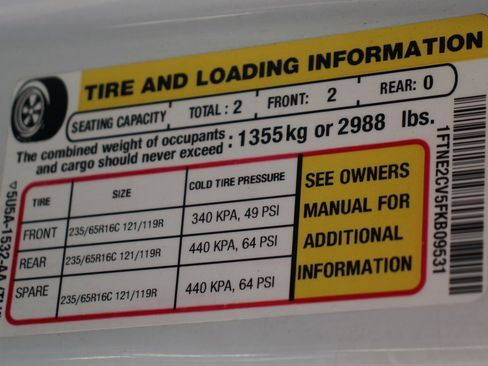 TIRE AND LOADING INFORMATION
SEATING CAPACITY TOTAL : 2 FRONT: 2 REAR: 0
The combined weight of occupants and cargo should never exceed : 1355kg or 2988 lbs.
TIRE SIZE COLD TIRE PRESSURE
FRONT 235/65R16C 121/119R 340 KPA, 49 PSI
REAR 235/65R16C 121/119R 440 KPA, 64 PSI
SPARE 235/65R16C 121/119R 440 KPA, 64 PSI
SEE OWNERS
MANUAL FOR
ADDITIONAL
INFORMATION
1FTNE2CV5FKB09531